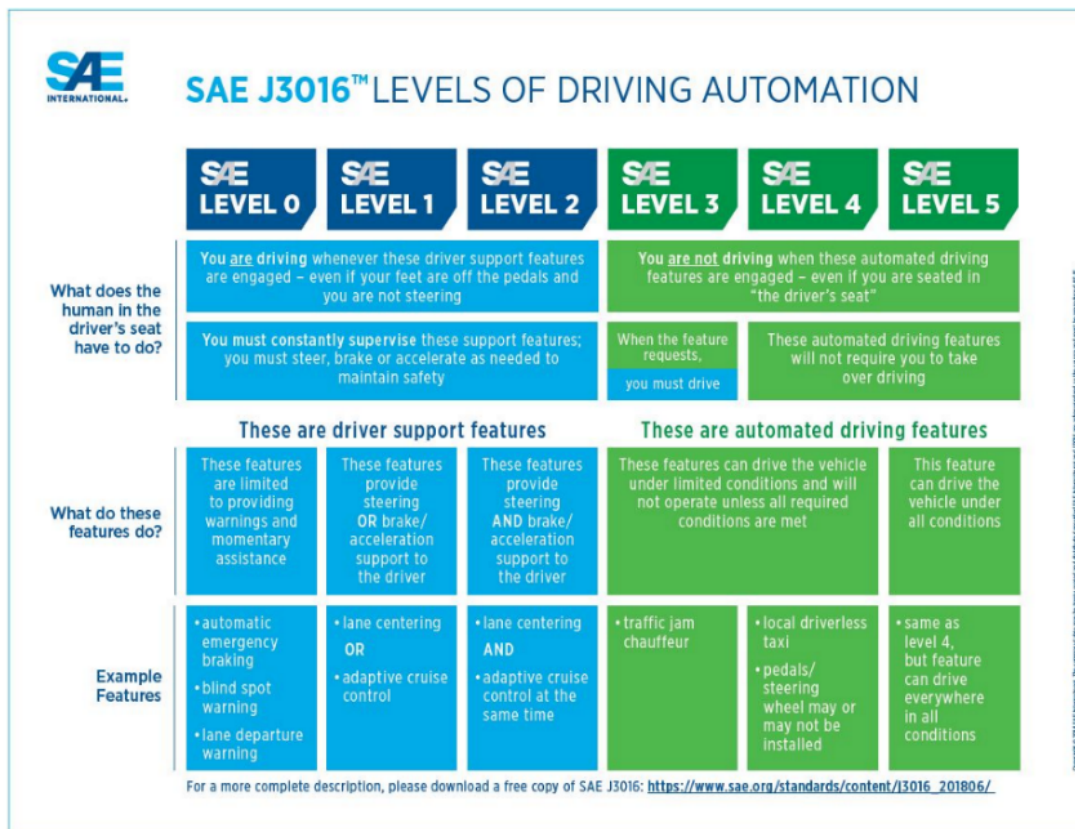 SAE
INTERNATIONAL®
SAE J3016™ LEVELS OF DRIVING AUTOMATION
SAE
LEVEL 0
SAE
LEVEL 1
SAE
LEVEL 2
SAE
LEVEL 3
SAE
LEVEL 4
SAE
LEVEL 5
What does the
human in the
driver's seat
have to do?
You are driving whenever these driver support features
are engaged – even if your feet are off the pedals and
you are not steering
You are not driving when these automated driving
features are engaged – even if you are seated in
"the driver's seat"
You must constantly supervise these support features;
you must steer, brake or accelerate as needed to
maintain safety
When the feature
requests,
you must drive
These automated driving features
will not require you to take
over driving
These are driver support features
These are automated driving features
What do these
features do?
These features
are limited
to providing
warnings and
momentary
assistance
These features
provide
steering
OR brake/
acceleration
support to
the driver
These features
provide
steering
AND brake/
acceleration
support to
the driver
These features can drive the vehicle
under limited conditions and will
not operate unless all required
conditions are met
This feature
can drive the
vehicle under
all conditions
Example
Features
• automatic
emergency
braking
• blind spot
warning
• lane departure
warning
• lane centering
OR
• adaptive cruise
control
• lane centering
AND
• adaptive cruise
control at the
same time
• traffic jam
chauffeur
• local driverless
taxi
• pedals/
steering
wheel may or
may not be
installed
• same as
level 4,
but feature
can drive
everywhere
in all
conditions
For a more complete description, please download a free copy of SAE J3016: https://www.sae.org/standards/content/J3016_201806/